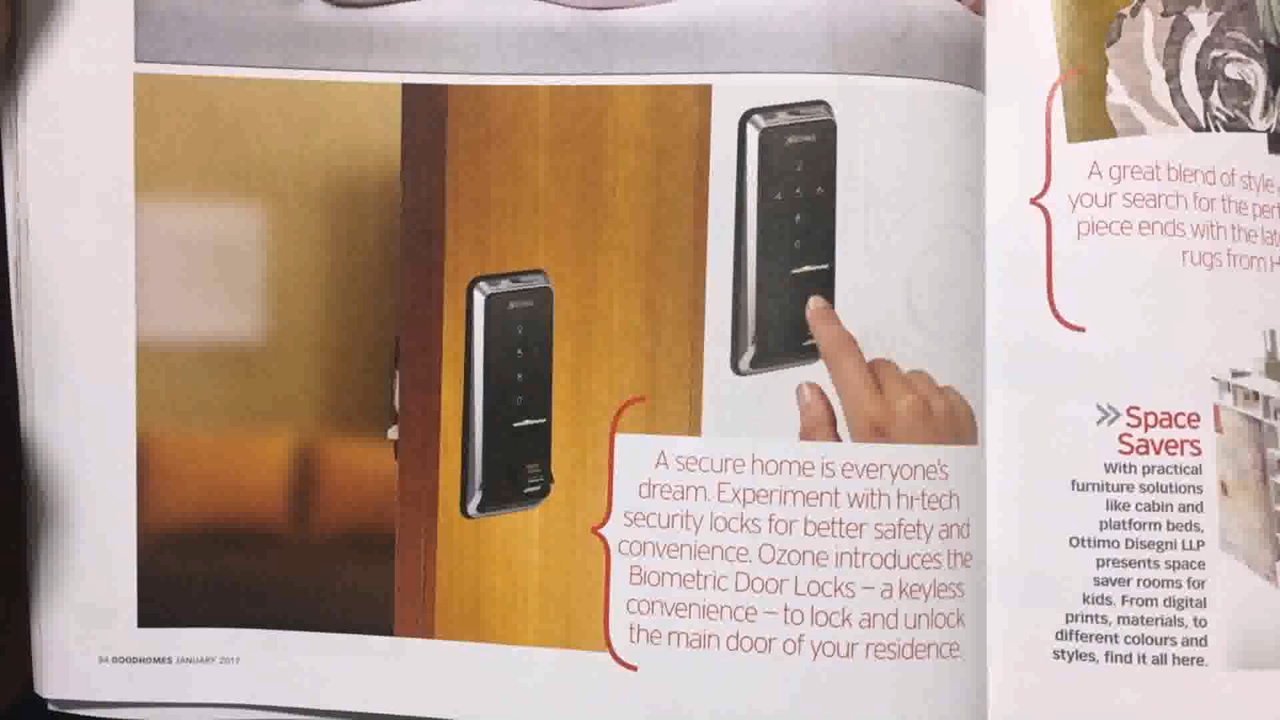 A secure home is everyone's
dream. Experiment with hi-tech
security locks for better safety and
convenience. Ozone introduces the
Biometric Door Locks – a keyless
convenience – to lock and unlock
the main door of your residence.
94 GOODHOMES JANUARY 2017
A great blend of style,
your search for the
piece ends with the
rugs from
Space
Savers
With practical
furniture solutions
like cabin and
platform beds,
Ottimo Disegni LLP
presents space
saver rooms for
kids. From digital
prints, materials, to
different colours and
styles, find it all here.